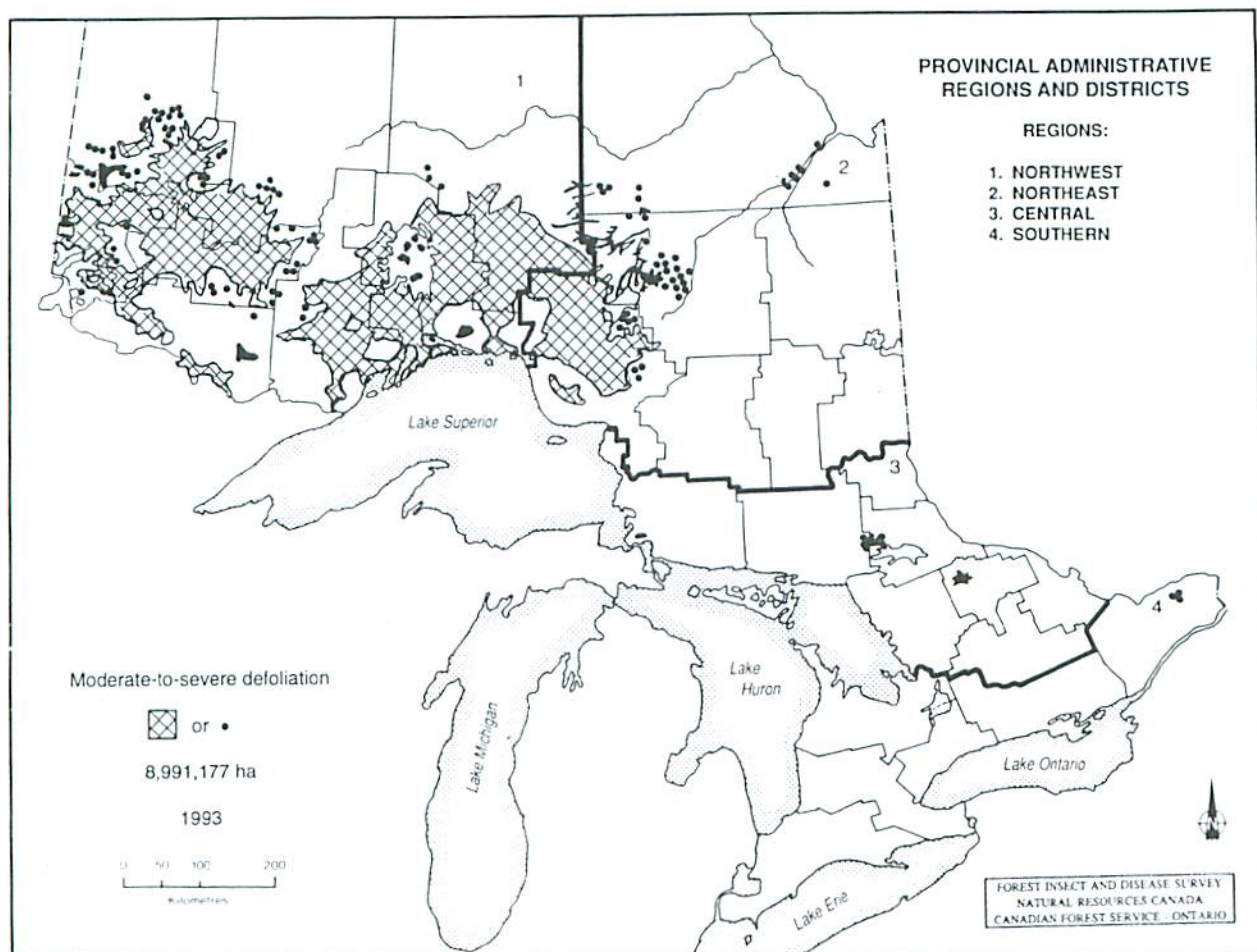 PROVINCIAL ADMINISTRATIVE
REGIONS AND DISTRICTS
REGIONS:
1. NORTHWEST
2. NORTHEAST
3. CENTRAL
4. SOUTHERN
1
2
3
4
Lake Superior
Lake Michigan
Lake
Huron
Lake Ontario
Lake Erie
Moderate-to-severe defoliation
or
8,991,177 ha
1993
0 50 100 200
Kilometres
N
FOREST INSECT AND DISEASE SURVEY
NATURAL RESOURCES CANADA
CANADIAN FOREST SERVICE - ONTARIO